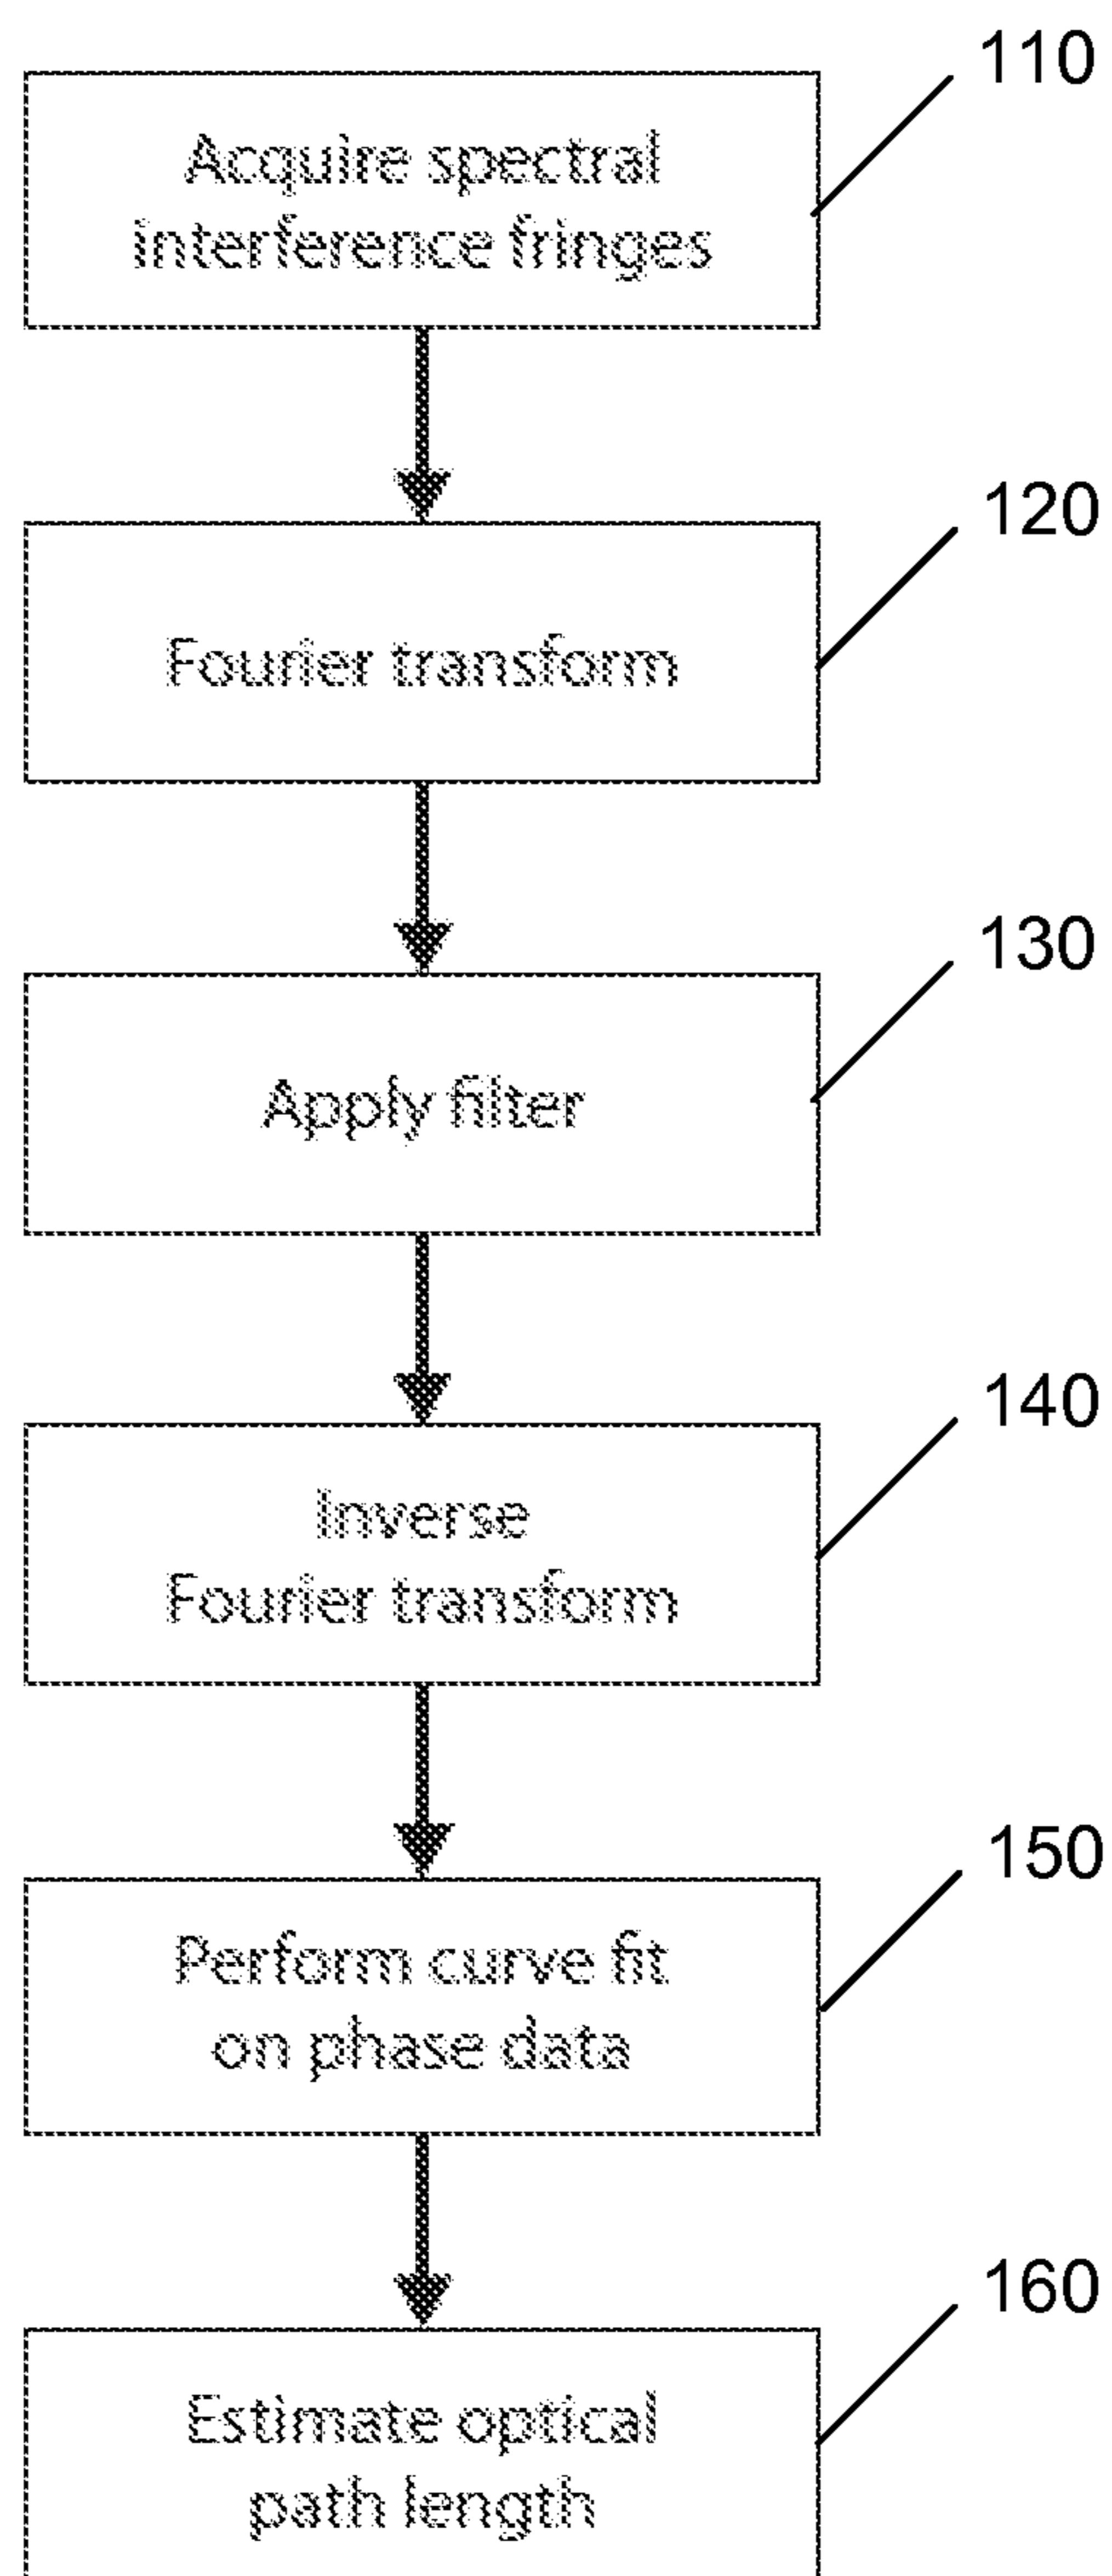 110
Acquire spectral
interference fringes
120
Fourier transform
130
Apply filter
140
Inverse
Fourier transform
150
Perform curve fit
on phase data
160
Estimate optical
path length